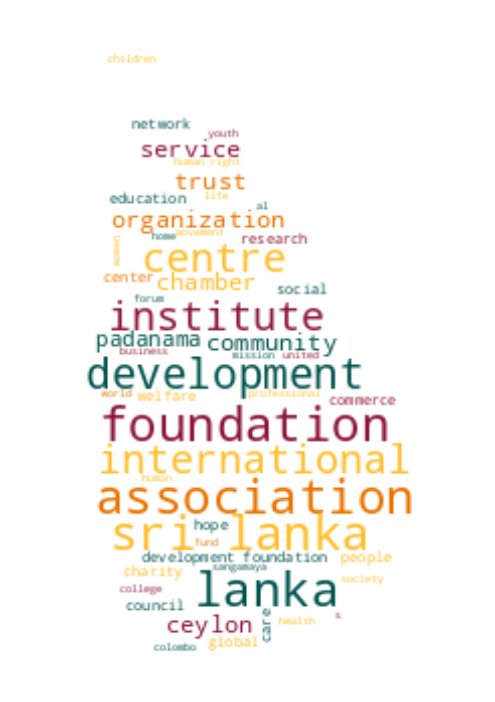 children
network
youth
service
human right
trust
education life
al
organization
home movement
women
research
centre
center chamber
social
forum
institute
padanama community
business mission united
development
world welfare professional
commerce
foundation
international
human
association
sri lanka
hope
fund
development foundation people
sangamaya
charity society
lanka
college
council
care
s
ceylon health
global
colombo